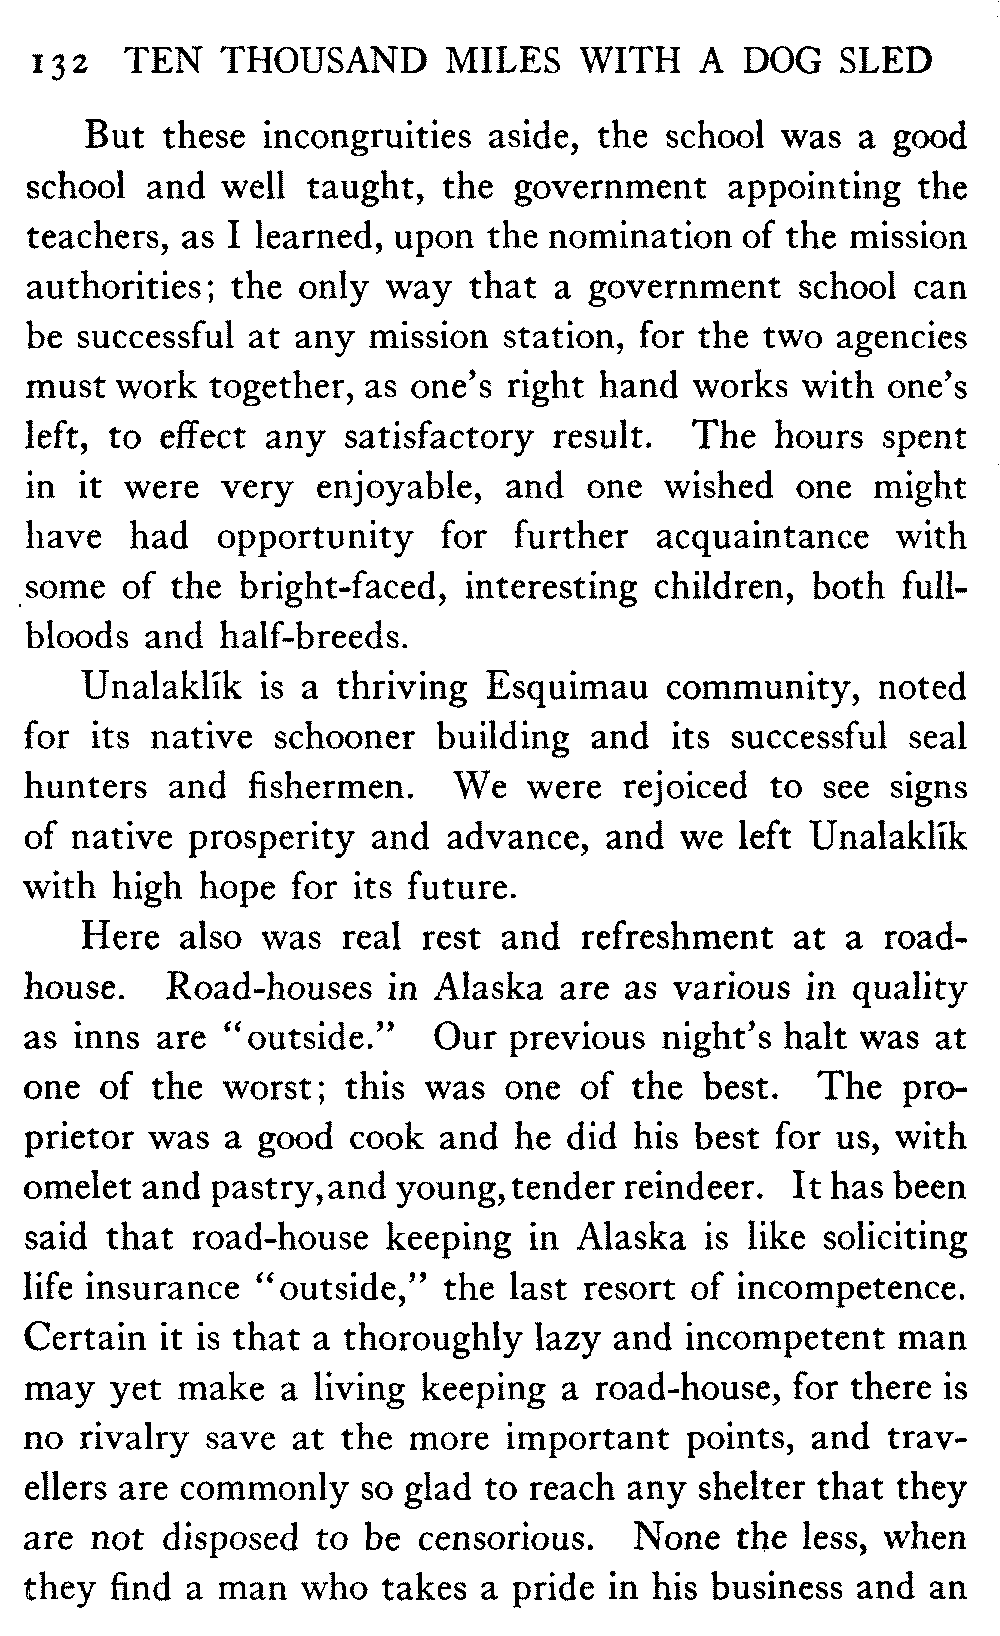 132 TEN THOUSAND MILES WITH A DOG SLED
But these incongruities aside, the school was a good
school and well taught, the government appointing the
teachers, as I learned, upon the nomination of the mission
authorities; the only way that a government school can
be successful at any mission station, for the two agencies
must work together, as one's right hand works with one's
left, to effect any satisfactory result. The hours spent
in it were very enjoyable, and one wished one might
have had opportunity for further acquaintance with
some of the bright-faced, interesting children, both full-
bloods and half-breeds.
Unalaklík is a thriving Esquimau community, noted
for its native schooner building and its successful seal
hunters and fishermen. We were rejoiced to see signs
of native prosperity and advance, and we left Unalaklík
with high hope for its future.
Here also was real rest and refreshment at a road-
house. Road-houses in Alaska are as various in quality
as inns are "outside." Our previous night's halt was at
one of the worst; this was one of the best. The pro-
prietor was a good cook and he did his best for us, with
omelet and pastry, and young, tender reindeer. It has been
said that road-house keeping in Alaska is like soliciting
life insurance "outside," the last resort of incompetence.
Certain it is that a thoroughly lazy and incompetent man
may yet make a living keeping a road-house, for there is
no rivalry save at the more important points, and trav-
ellers are commonly so glad to reach any shelter that they
are not disposed to be censorious. None the less, when
they find a man who takes a pride in his business and an